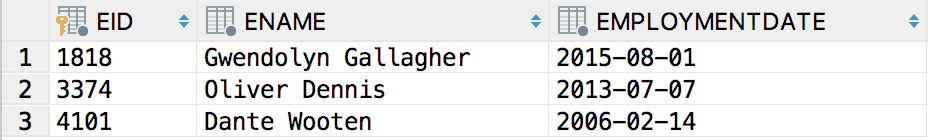 EID ENAME EMPLOYMENTDATE
1 1818 Gwendolyn Gallagher 2015-08-01
2 3374 Oliver Dennis 2013-07-07
3 4101 Dante Wooten 2006-02-14